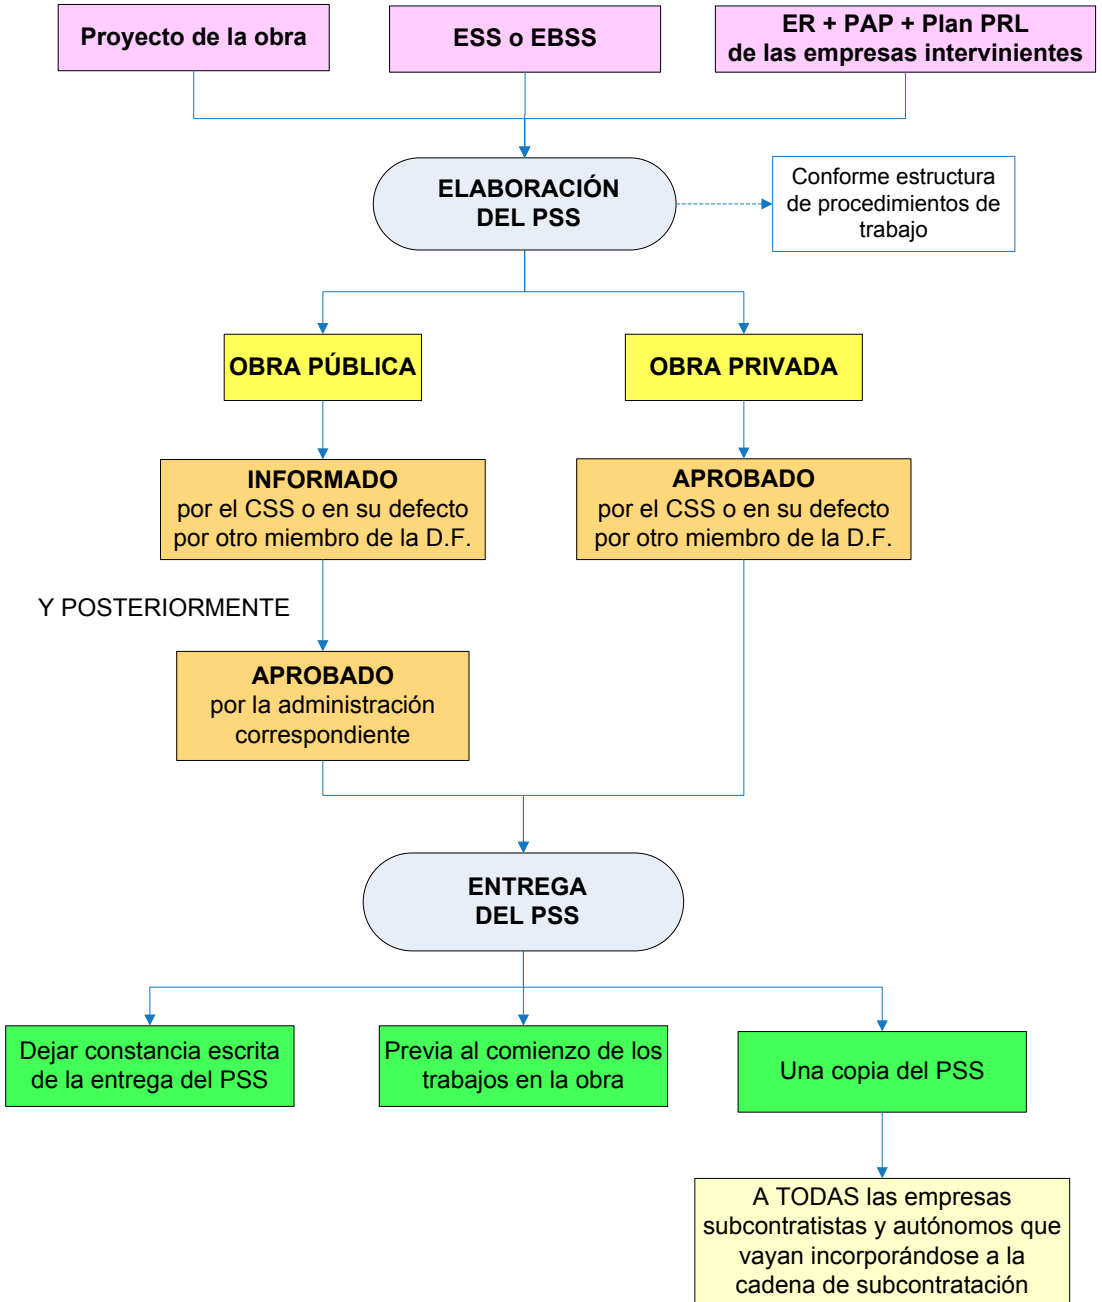 Proyecto de la obra
ESS o EBSS
ER + PAP + Plan PRL
de las empresas intervinientes
ELABORACIÓN
DEL PSS
Conforme estructura
de procedimientos de
trabajo
OBRA PÚBLICA
OBRA PRIVADA
INFORMADO
por el CSS o en su defecto
por otro miembro de la D.F.
APROBADO
por el CSS o en su defecto
por otro miembro de la D.F.
Y POSTERIORMENTE
APROBADO
por la administración
correspondiente
ENTREGA
DEL PSS
Dejar constancia escrita
de la entrega del PSS
Previa al comienzo de los
trabajos en la obra
Una copia del PSS
A TODAS las empresas
subcontratistas y autónomos que
vayan incorporándose a la
cadena de subcontratación